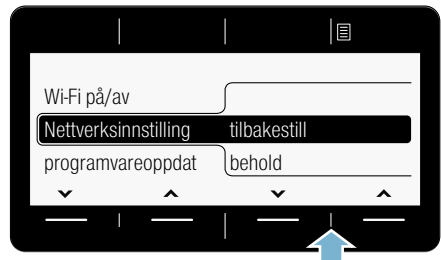 Wi-Fi på/av
Nettverksinnstilling tilbakestill
programvareoppdat behold